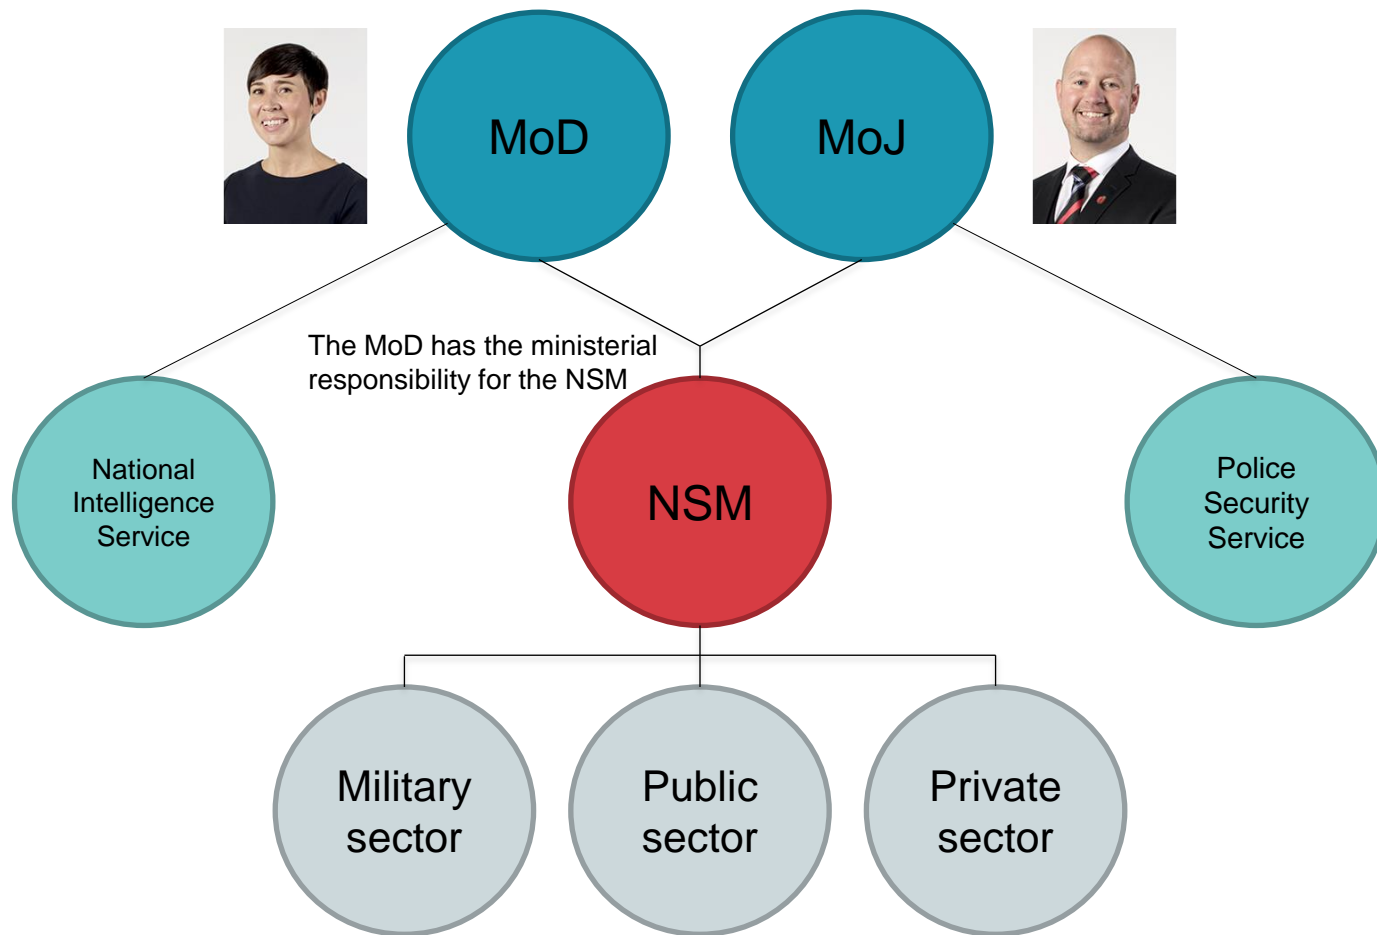 MoD
MoJ
The MoD has the ministerial
responsibility for the NSM
National
Intelligence
Service
NSM
Police
Security
Service
Military
sector
Public
sector
Private
sector